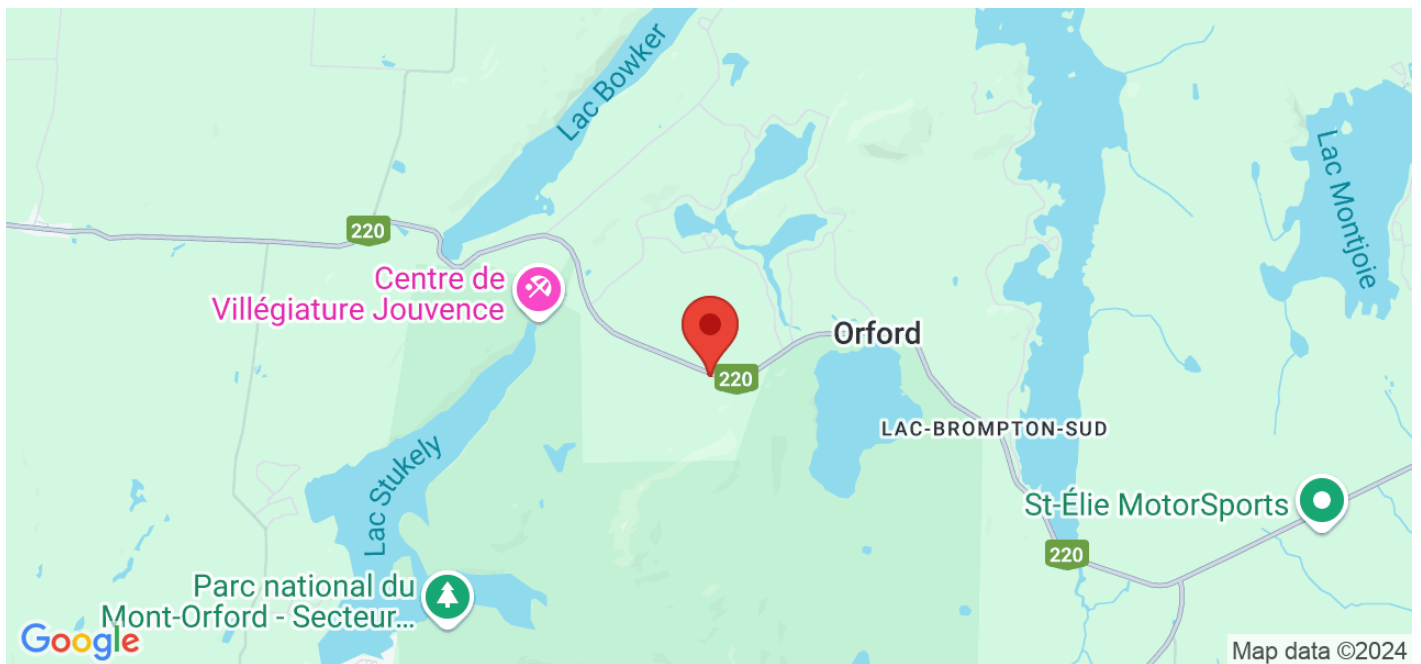 Lac Bowker
Lac Montjoie
220
Centre de
Villégiature Jouvence
Orford
220
LAC-BROMPTON-SUD
Lac Stukely
St-Élie MotorSports
220
Parc national du
Mont-Orford - Secteur...
Google
Map data ©2024